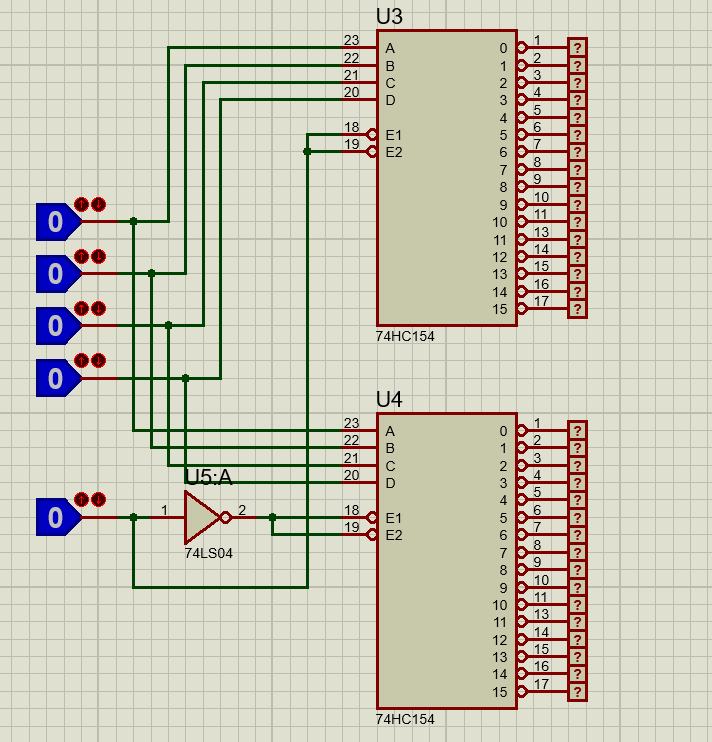 U3
23 A 0 1 ?
22 B 1 2 ?
21 C 2 3 ?
20 D 3 4 ?
4 5 ?
18 E1 5 6 ?
19 E2 6 7 ?
7 8 ?
8 9 ?
9 10 ?
0 10 11 ?
11 13 ?
12 14 ?
0 13 15 ?
14 16 ?
15 17 ?
0
74HC154
0
U4
23 A 0 1 ?
22 B 1 2 ?
21 C 2 3 ?
U5:A 20 D 3 4 ?
4 5 ?
0 1 2 18 E1 5 6 ?
19 E2 6 7 ?
74LS04 7 8 ?
8 9 ?
9 10 ?
10 11 ?
11 13 ?
12 14 ?
13 15 ?
14 16 ?
15 17 ?
74HC154